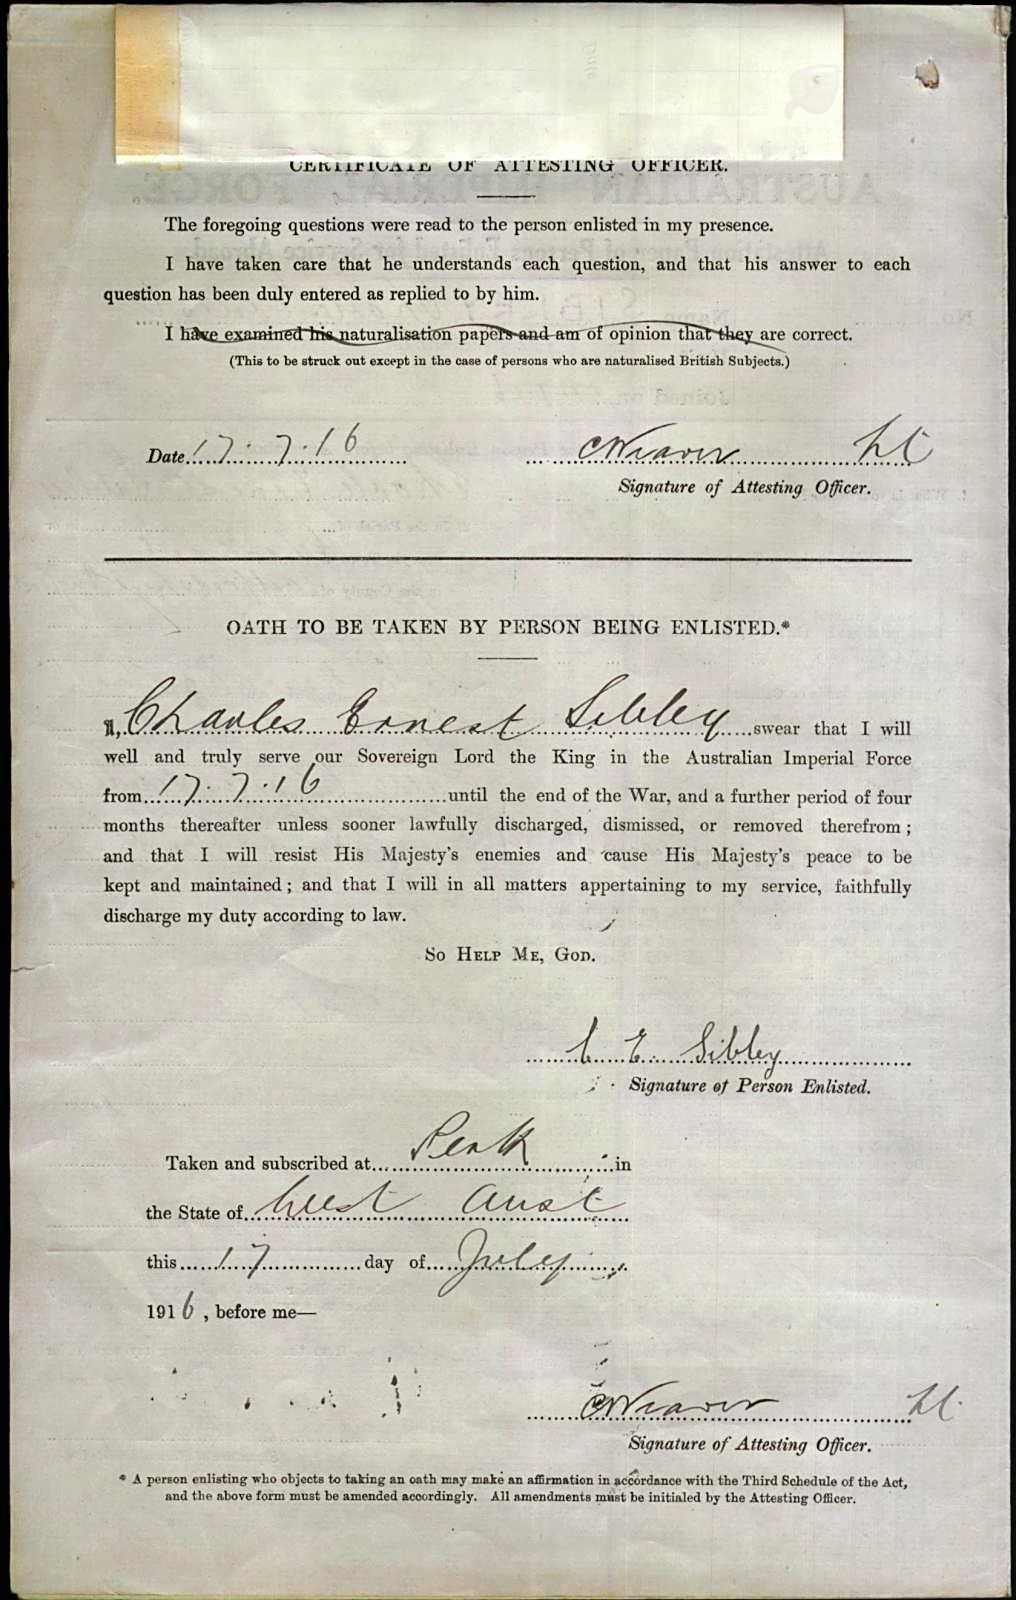 CERTIFICATE OF ATTESTING OFFICER.
The foregoing questions were read to the person enlisted in my presence.
I have taken care that he understands each question, and that his answer to each
question has been duly entered as replied to by him.
I have examined his naturalisation papers and am of opinion that they are correct.
(This to be struck out except in the case of persons who are naturalised British Subjects.)
Date 17.7.16 CWeaver Lt
Signature of Attesting Officer.
OATH TO BE TAKEN BY PERSON BEING ENLISTED.*
I, Charles Ernest Sibley swear that I will
well and truly serve our Sovereign Lord the King in the Australian Imperial Force
from 17.7.16 until the end of the War, and a further period of four
months thereafter unless sooner lawfully discharged, dismissed, or removed therefrom;
and that I will resist His Majesty's enemies and cause His Majesty's peace to be
kept and maintained; and that I will in all matters appertaining to my service, faithfully
discharge my duty according to law.
So Help Me, God.
C E Sibley
Signature of Person Enlisted.
Taken and subscribed at Perth in
the State of West Aust
this 17 day of July
1916, before me—
CWeaver Lt
Signature of Attesting Officer.
* A person enlisting who objects to taking an oath may make an affirmation in accordance with the Third Schedule of the Act,
and the above form must be amended accordingly. All amendments must be initialed by the Attesting Officer.